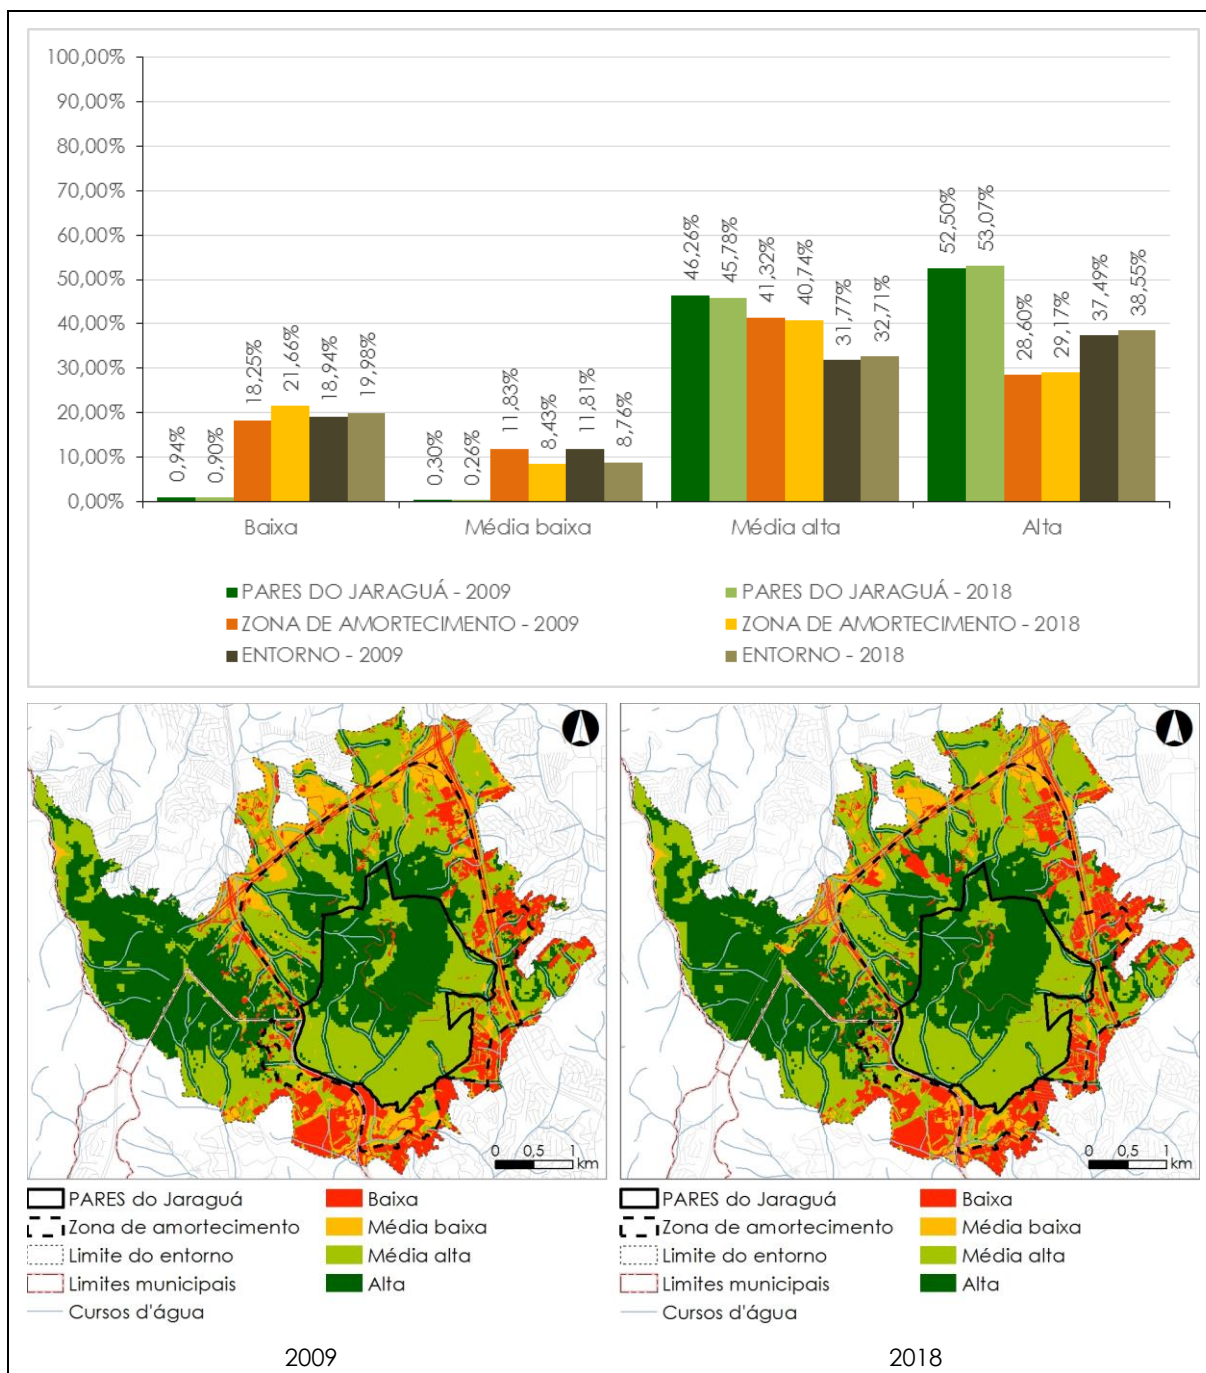 100,00%
90,00%
80,00%
70,00%
60,00%
50,00%
40,00%
30,00%
20,00%
10,00%
0,00%
0,94%
0,90%
18,25%
21,66%
18,94%
19,98%
0,30%
0,26%
11,83%
8,43%
11,81%
8,76%
46,26%
45,78%
41,32%
40,74%
31,77%
32,71%
52,50%
53,07%
28,60%
29,17%
37,49%
38,55%
Baixa
Média baixa
Média alta
Alta
PARES DO JARAGUÁ - 2009
PARES DO JARAGUÁ - 2018
ZONA DE AMORTECIMENTO - 2009
ZONA DE AMORTECIMENTO - 2018
ENTORNO - 2009
ENTORNO - 2018
0 0,5 1
km
0 0,5 1
km
PARES do Jaraguá
Zona de amortecimento
Limite do entorno
Limites municipais
Cursos d'água
Baixa
Média baixa
Média alta
Alta
PARES do Jaraguá
Zona de amortecimento
Limite do entorno
Limites municipais
Cursos d'água
Baixa
Média baixa
Média alta
Alta
2009
2018